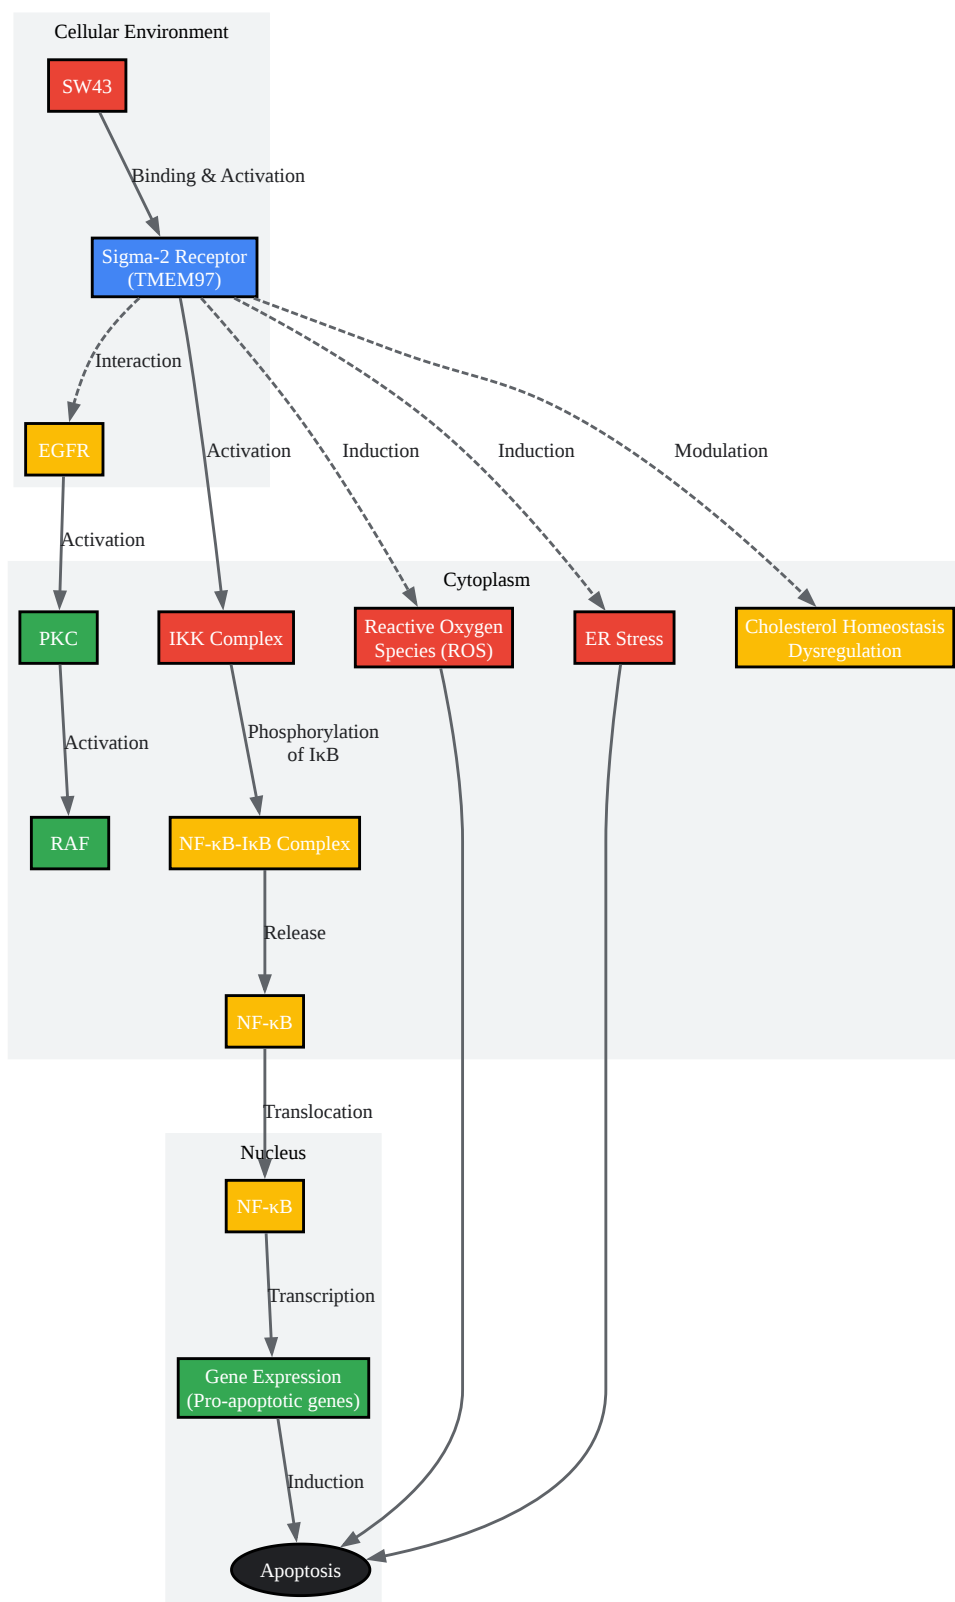 Cellular Environment
SW43
Binding & Activation
Sigma-2 Receptor
(TMEM97)
Interaction
EGFR
Activation
Induction
Induction
Modulation
Activation
Cytoplasm
PKC
IKK Complex
Reactive Oxygen
Species (ROS)
ER Stress
Cholesterol Homeostasis
Dysregulation
Activation
Phosphorylation
of IκB
RAF
NF-κB-IκB Complex
Release
NF-κB
Translocation
Nucleus
NF-κB
Transcription
Gene Expression
(Pro-apoptotic genes)
Induction
Apoptosis